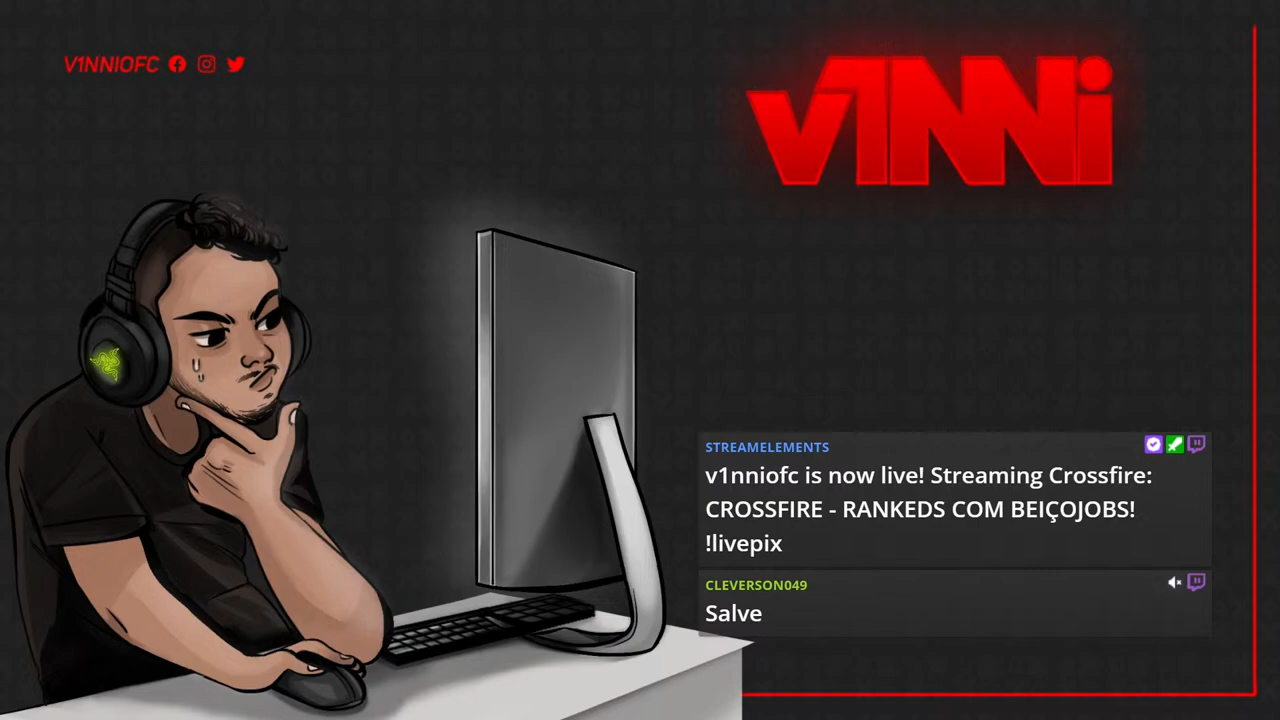 V1NNIOFC
v1NNi
STREAMELEMENTS
v1nniofc is now live! Streaming Crossfire:
CROSSFIRE - RANKEDS COM BEIÇOJOBS!
!livepix
CLEVERSON049
Salve